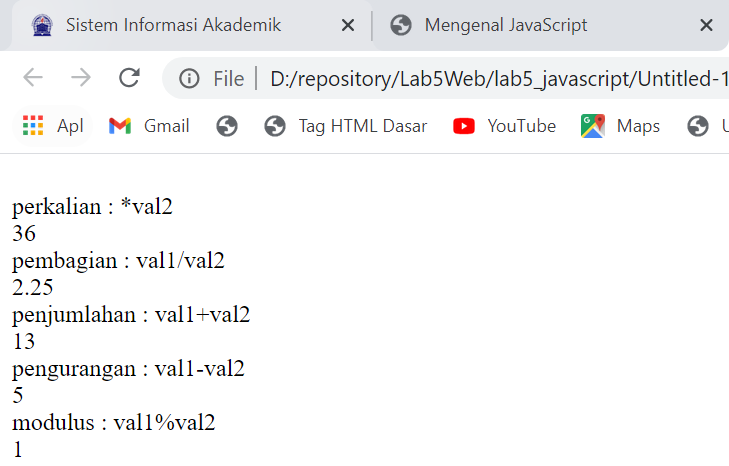 Sistem Informasi Akademik
Mengenal JavaScript
File D:/repository/Lab5Web/lab5_javascript/Untitled-1
Apl Gmail Tag HTML Dasar YouTube Maps
perkalian : *val2
36
pembagian : val1/val2
2.25
penjumlahan : val1+val2
13
pengurangan : val1-val2
5
modulus : val1%val2
1